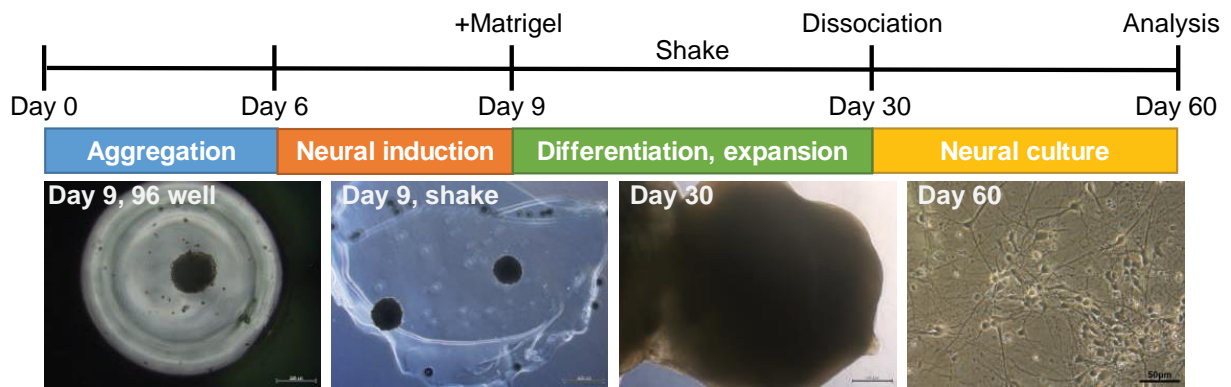 +Matrigel Dissociation Analysis
Shake
Day 0 Day 6 Day 9 Day 30 Day 60
Aggregation Neural induction Differentiation, expansion Neural culture
Day 9, 96 well Day 9, shake Day 30 Day 60
50μm